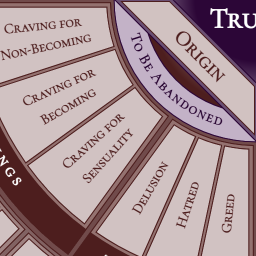 Tru
Origin
To Be Abandoned
Craving for
Non-Becoming
Craving for
Becoming
Craving for
Sensuality
Delusion
Hatred
Greed
ngs